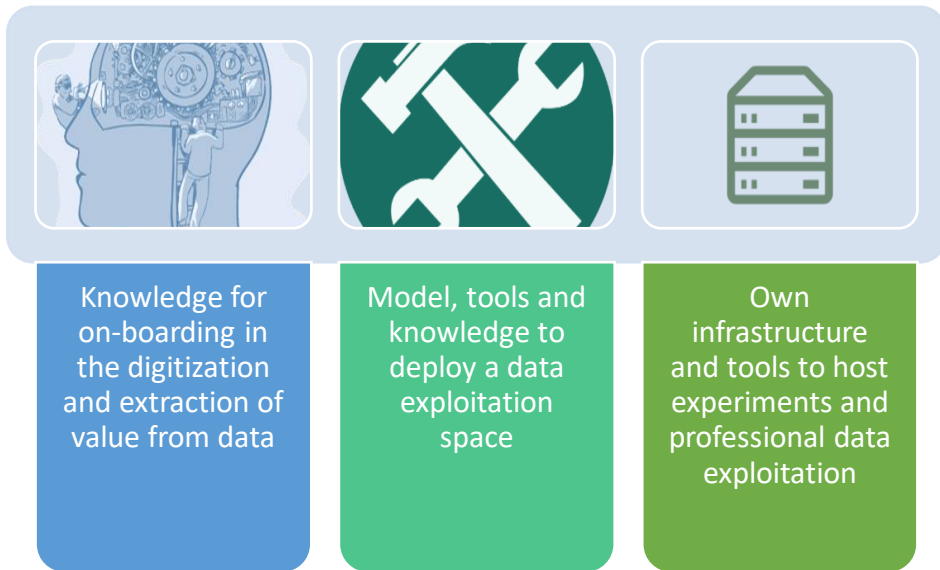 Knowledge for
on-boarding in
the digitization
and extraction of
value from data
Model, tools and
knowledge to
deploy a data
exploitation
space
Own
infrastructure
and tools to host
experiments and
professional data
exploitation